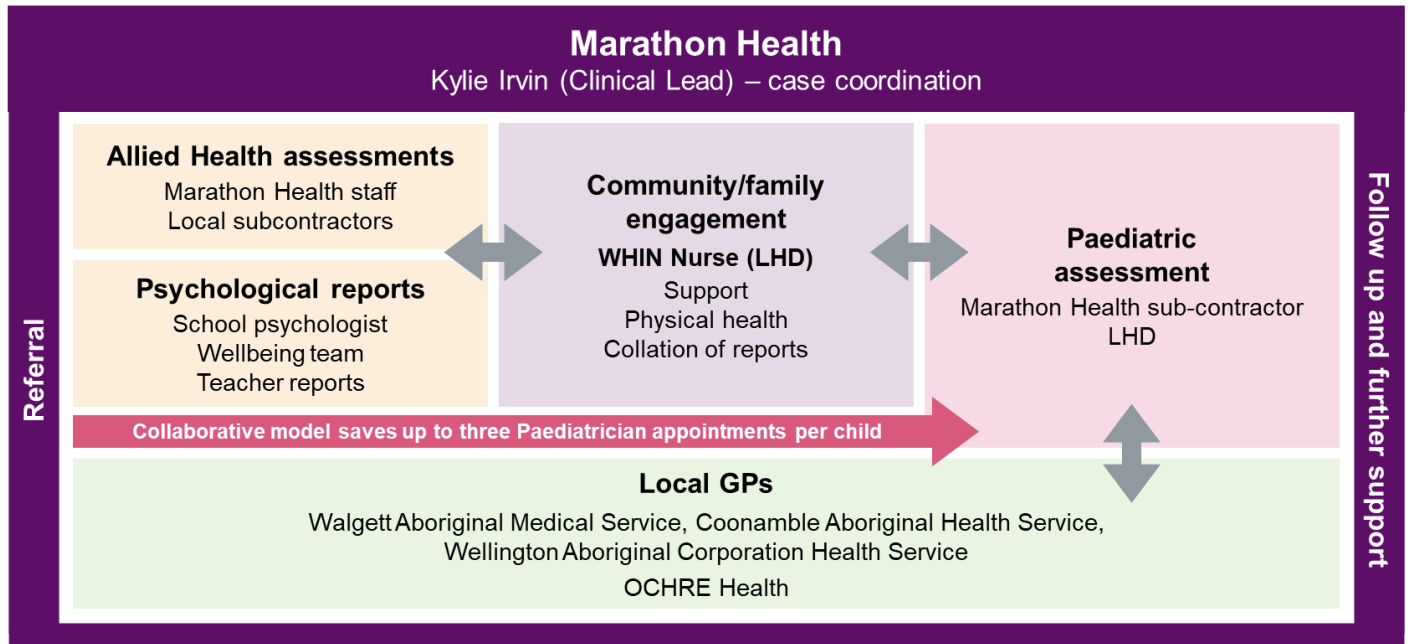 Marathon Health
Kylie Irvin (Clinical Lead) – case coordination
Referral
Allied Health assessments
Marathon Health staff
Local subcontractors
Psychological reports
School psychologist
Wellbeing team
Teacher reports
Community/family
engagement
WHIN Nurse (LHD)
Support
Physical health
Collation of reports
Paediatric
assessment
Marathon Health sub-contractor
LHD
Collaborative model saves up to three Paediatrician appointments per child
Local GPs
Walgett Aboriginal Medical Service, Coonamble Aboriginal Health Service,
Wellington Aboriginal Corporation Health Service
OCHRE Health
Follow up and further support